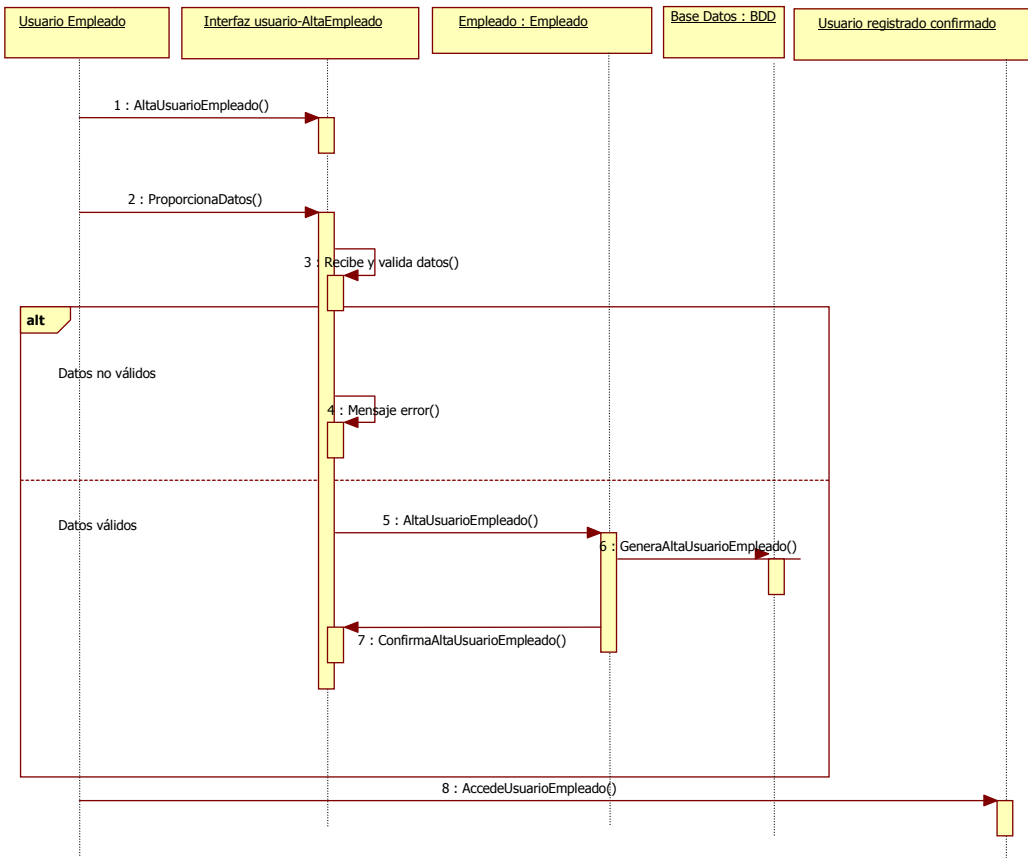 Usuario Empleado
Interfaz usuario-AltaEmpleado
Empleado : Empleado
Base Datos : BDD
Usuario registrado confirmado
1 : AltaUsuarioEmpleado()
2 : ProporcionaDatos()
3 : Recibe y valida datos()
alt
Datos no válidos
4 : Mensaje error()
Datos válidos
5 : AltaUsuarioEmpleado()
6 : GeneraAltaUsuarioEmpleado()
7 : ConfirmaAltaUsuarioEmpleado()
8 : AccedeUsuarioEmpleado()